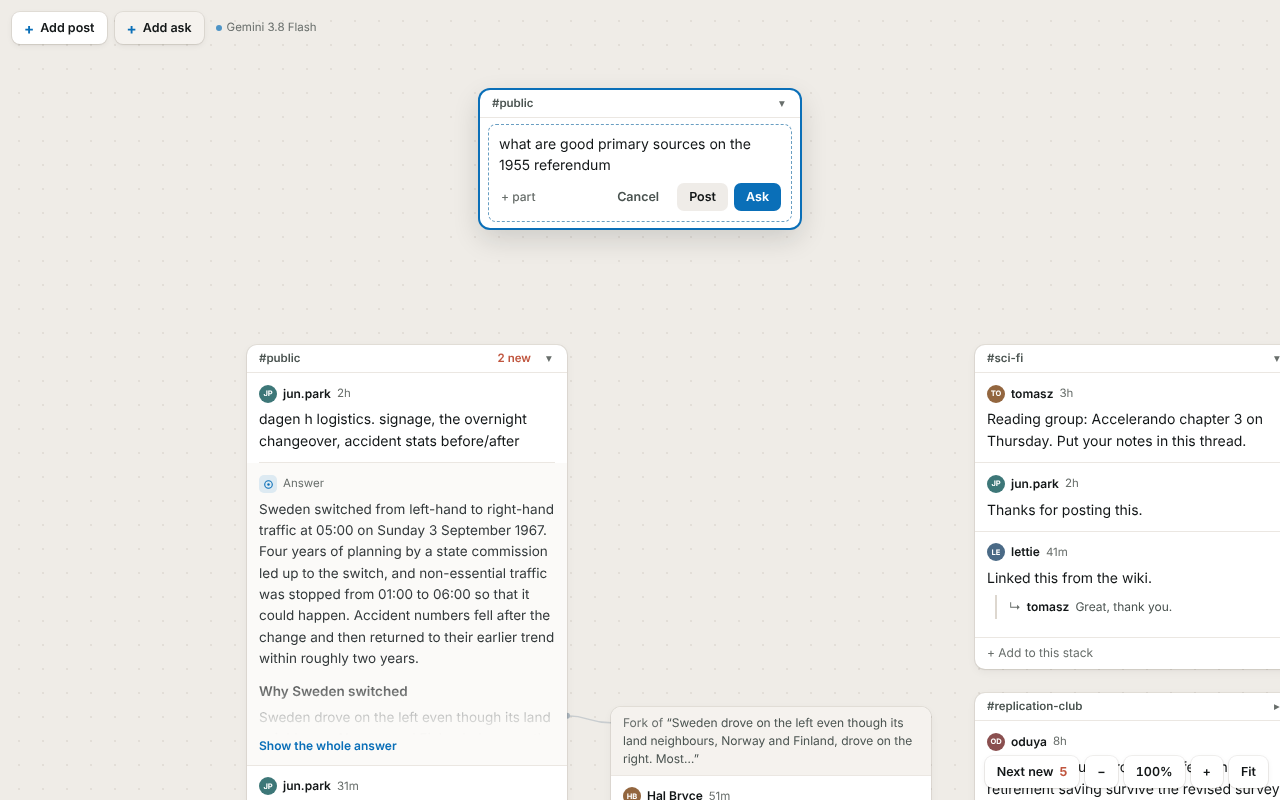 + Add post
+ Add ask
Gemini 3.8 Flash
#public
what are good primary sources on the
1955 referendum
+ part
Cancel
Post
Ask
#public
2 new
JP jun.park 2h
dagen h logistics. signage, the overnight
changeover, accident stats before/after
Answer
Sweden switched from left-hand to right-hand
traffic at 05:00 on Sunday 3 September 1967.
Four years of planning by a state commission
led up to the switch, and non-essential traffic
was stopped from 01:00 to 06:00 so that it
could happen. Accident numbers fell after the
change and then returned to their earlier trend
within roughly two years.
Why Sweden switched
Sweden drove on the left even though its land
Show the whole answer
JP jun.park 31m
Fork of “Sweden drove on the left even though its
land neighbours, Norway and Finland, drove on the
right. Most…”
HB Hal Bryce 51m
#sci-fi
TO tomasz 3h
Reading group: Accelerando chapter 3 on
Thursday. Put your notes in this thread.
JP jun.park 2h
Thanks for posting this.
LE lettie 41m
Linked this from the wiki.
tomasz Great, thank you.
+ Add to this stack
#replication-club
OD oduya 8h
retirement saving survive the revised survey
Next new 5
−
100%
+
Fit